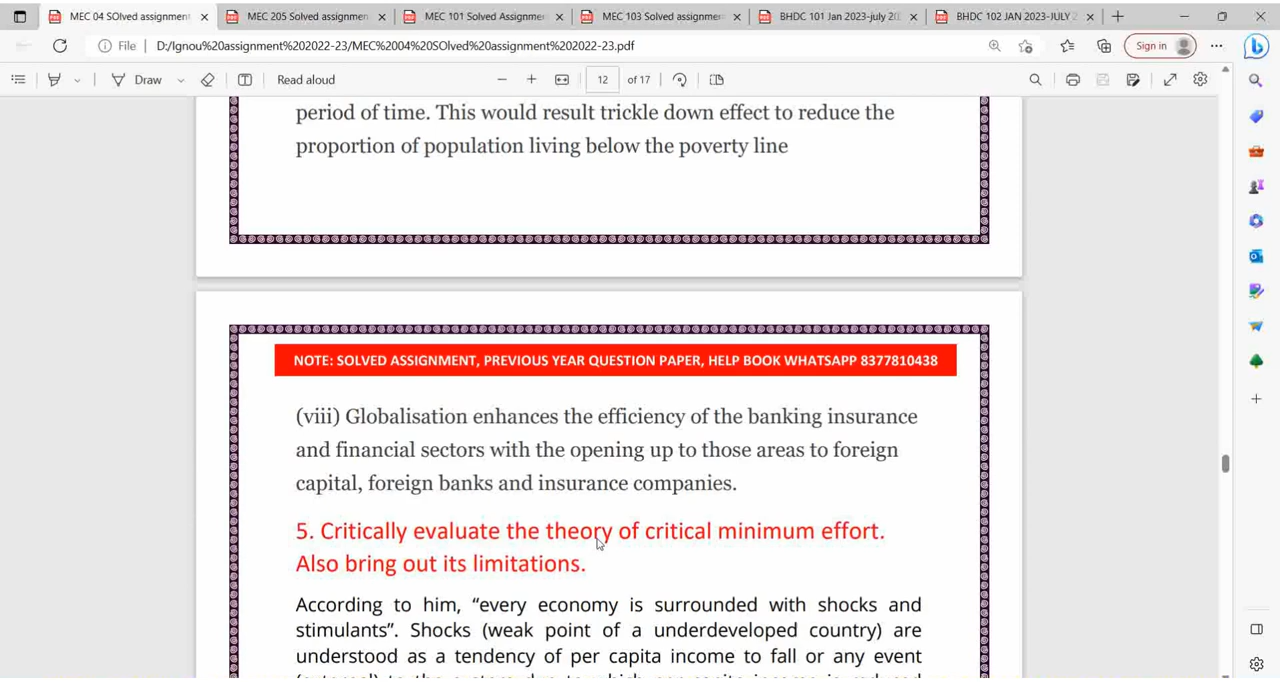 MEC 04 SOlved assignment
MEC 205 Solved assignmen
MEC 101 Solved Assignme
MEC 103 Solved assignmen
BHDC 101 Jan 2023-july 20
BHDC 102 JAN 2023-JULY 2
File D:/Ignou%20assignment%202022-23/MEC%2004%20SOlved%20assignment%202022-23.pdf
Sign in
Draw
Read aloud
12 of 17
period of time. This would result trickle down effect to reduce the
proportion of population living below the poverty line
NOTE: SOLVED ASSIGNMENT, PREVIOUS YEAR QUESTION PAPER, HELP BOOK WHATSAPP 8377810438
(viii) Globalisation enhances the efficiency of the banking insurance
and financial sectors with the opening up to those areas to foreign
capital, foreign banks and insurance companies.
5. Critically evaluate the theory of critical minimum effort.
Also bring out its limitations.
According to him, “every economy is surrounded with shocks and
stimulants”. Shocks (weak point of a underdeveloped country) are
understood as a tendency of per capita income to fall or any event